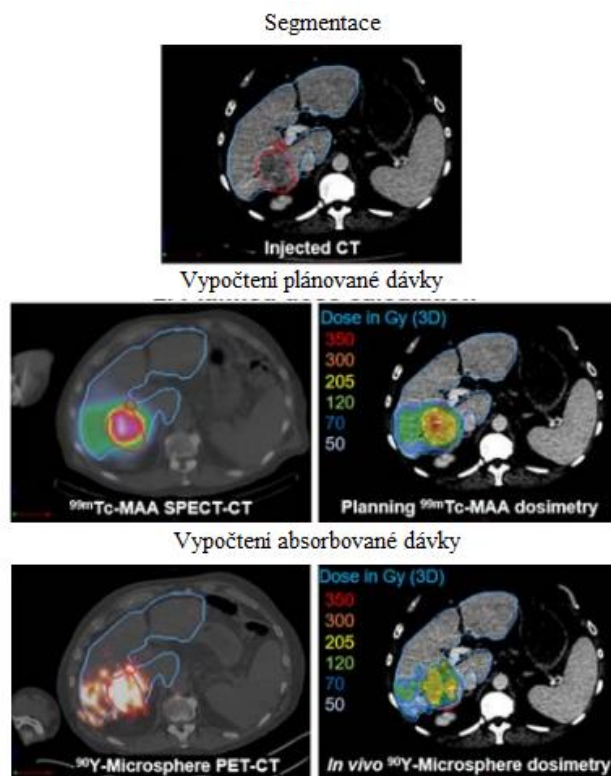 Segmentace
Injected CT
Vypočtení plánované dávky
99mTc-MAA SPECT-CT
Dose in Gy (3D)
350
300
205
120
70
50
Planning 99mTc-MAA dosimetry
Vypočtení absorbované dávky
90Y-Microsphere PET-CT
Dose in Gy (3D)
350
300
205
120
70
50
In vivo 90Y-Microsphere dosimetry